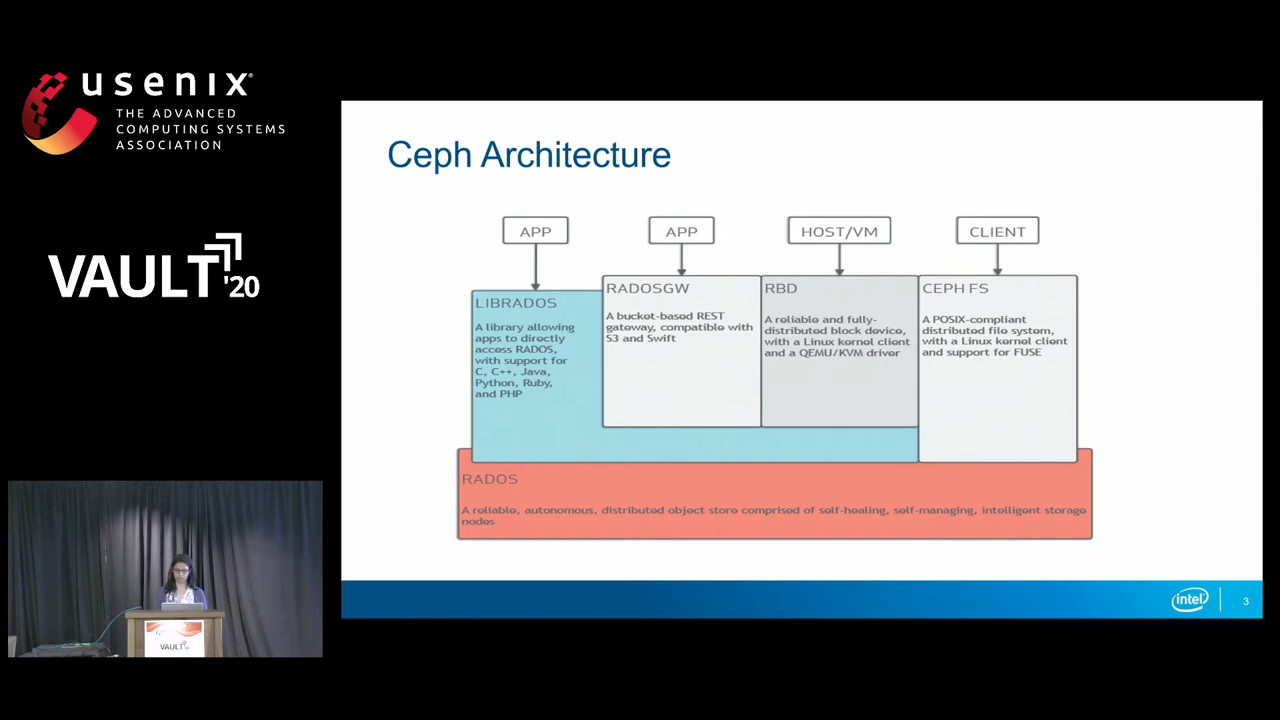 usenix®
THE ADVANCED
COMPUTING SYSTEMS
ASSOCIATION
VAULT '20
Ceph Architecture
APP
APP
HOST/VM
CLIENT
LIBRADOS
A library allowing
apps to directly
access RADOS,
with support for
C, C++, Java,
Python, Ruby,
and PHP
RADOSGW
A bucket-based REST
gateway, compatible with
S3 and Swift
RBD
A reliable and fully-
distributed block device,
with a Linux kernel client
and a QEMU/KVM driver
CEPH FS
A POSIX-compliant
distributed file system,
with a Linux kernel client
and support for FUSE
RADOS
A reliable, autonomous, distributed object store comprised of self-healing, self-managing, intelligent storage
nodes
intel
3
VAULT '20